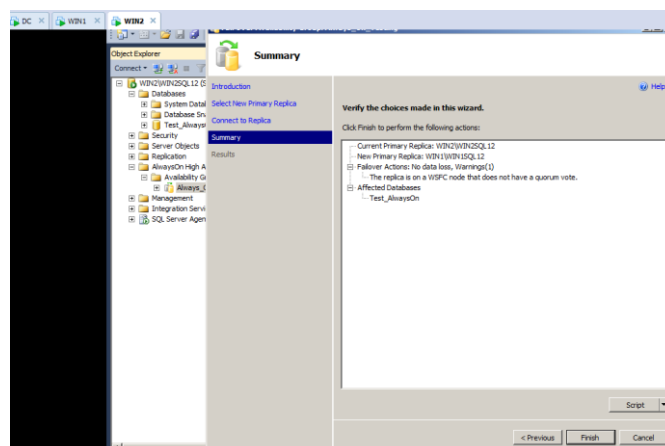 DC
WIN1
WIN2
Object Explorer
Connect
WIN2\WIN2SQL12 (S
Databases
System Datal
Database Sna
Test_Always
Security
Server Objects
Replication
AlwaysOn High A
Availability G
Always_C
Management
Integration Servi
SQL Server Agen
Summary
Introduction
Select New Primary Replica
Connect to Replica
Summary
Results
Help
Verify the choices made in this wizard.
Click Finish to perform the following actions:
Current Primary Replica: WIN2\WIN2SQL12
New Primary Replica: WIN1\WIN1SQL12
Failover Actions: No data loss, Warnings(1)
The replica is on a WSFC node that does not have a quorum vote.
Affected Databases
Test_AlwaysOn
Script
< Previous
Finish
Cancel